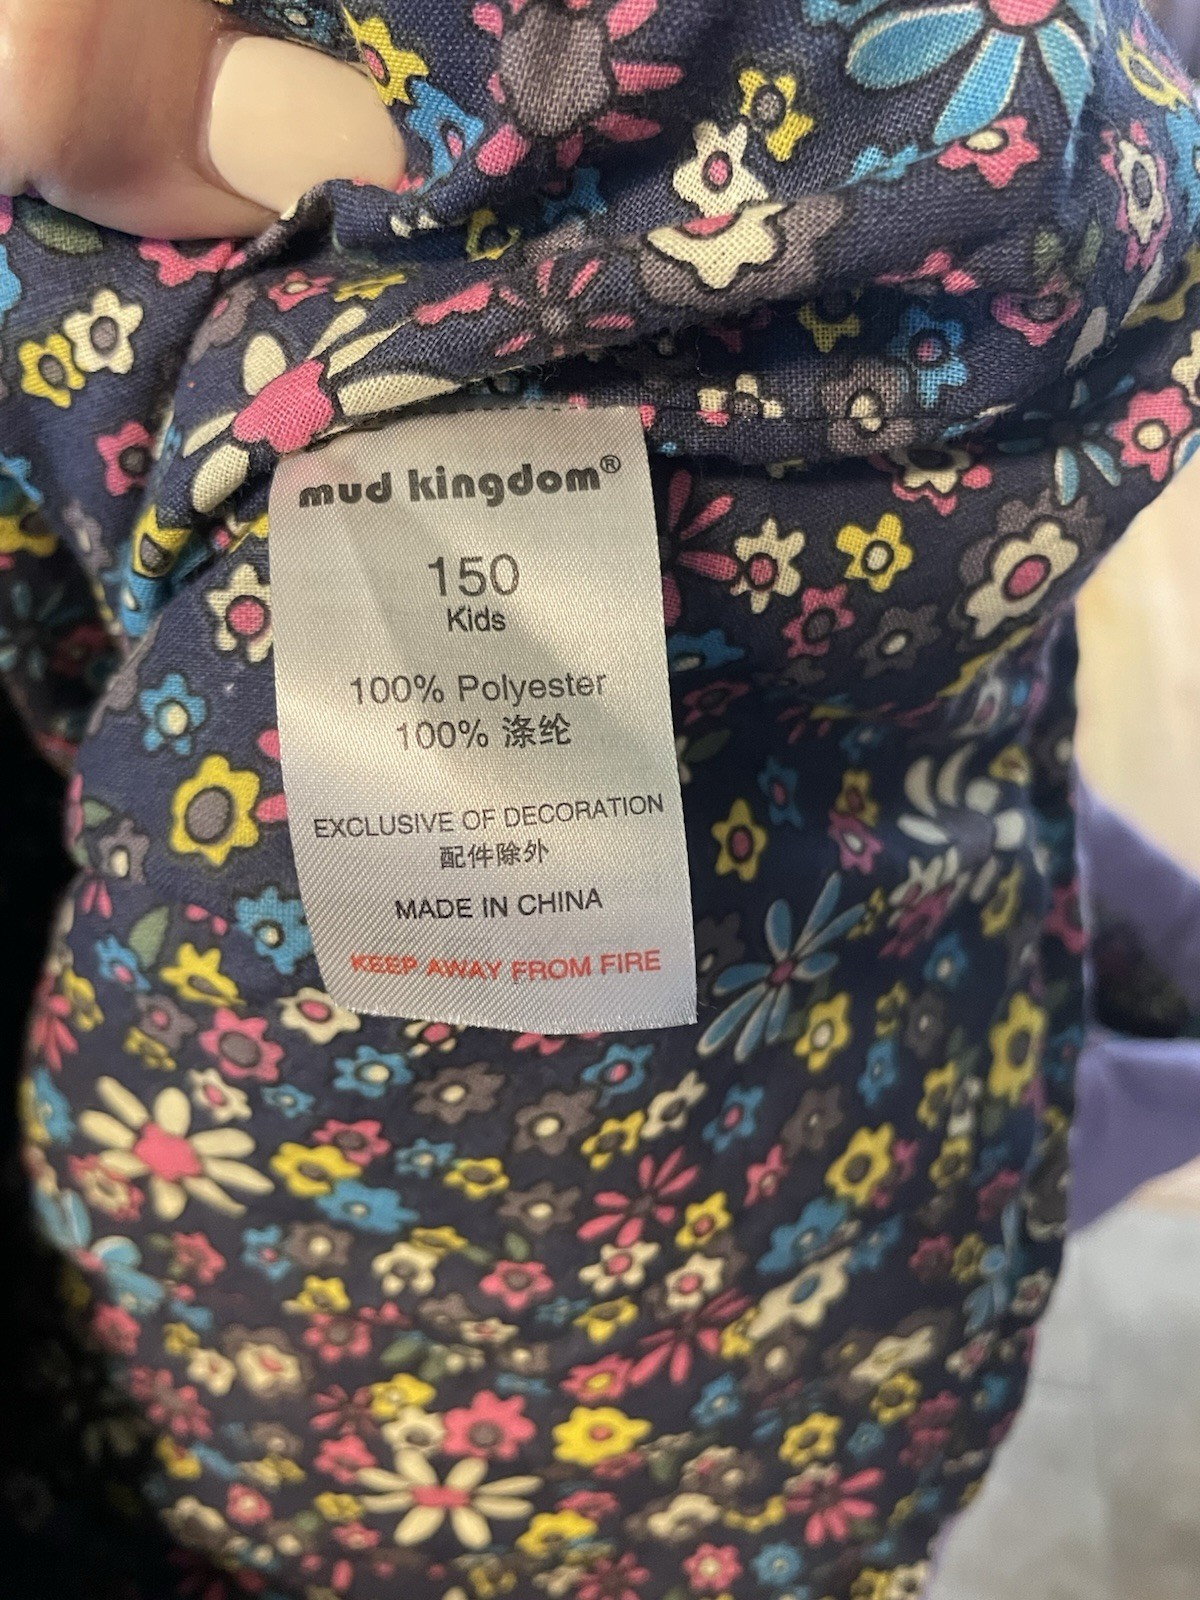 mud kingdom®
150
Kids
100% Polyester
100% 涤纶
EXCLUSIVE OF DECORATION
配件除外
MADE IN CHINA
KEEP AWAY FROM FIRE